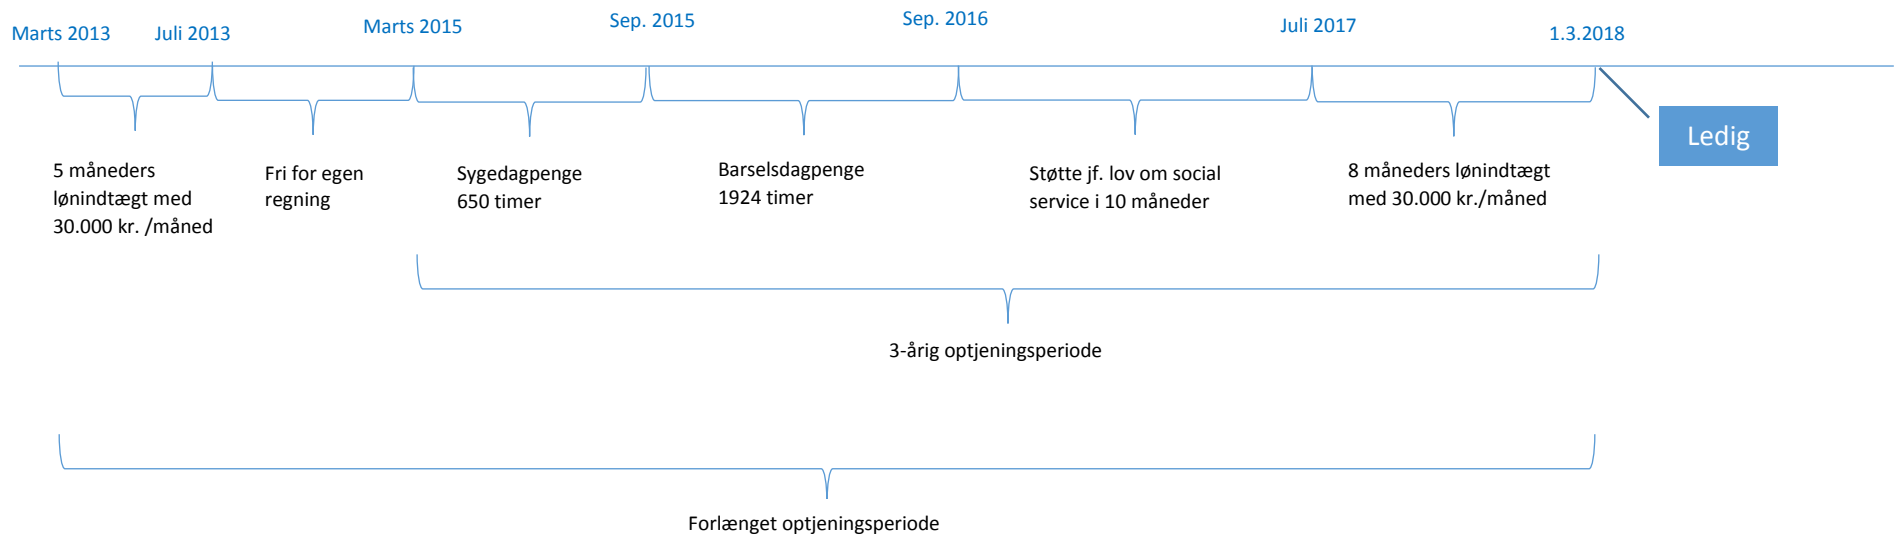 Marts 2013
Juli 2013
Marts 2015
Sep. 2015
Sep. 2016
Juli 2017
1.3.2018
Ledig
5 måneders
lønindtægt med
30.000 kr. /måned
Fri for egen
regning
Sygedagpenge
650 timer
Barselsdagpenge
1924 timer
Støtte jf. lov om social
service i 10 måneder
8 måneders lønindtægt
med 30.000 kr./måned
3-årig optjeningsperiode
Forlænget optjeningsperiode